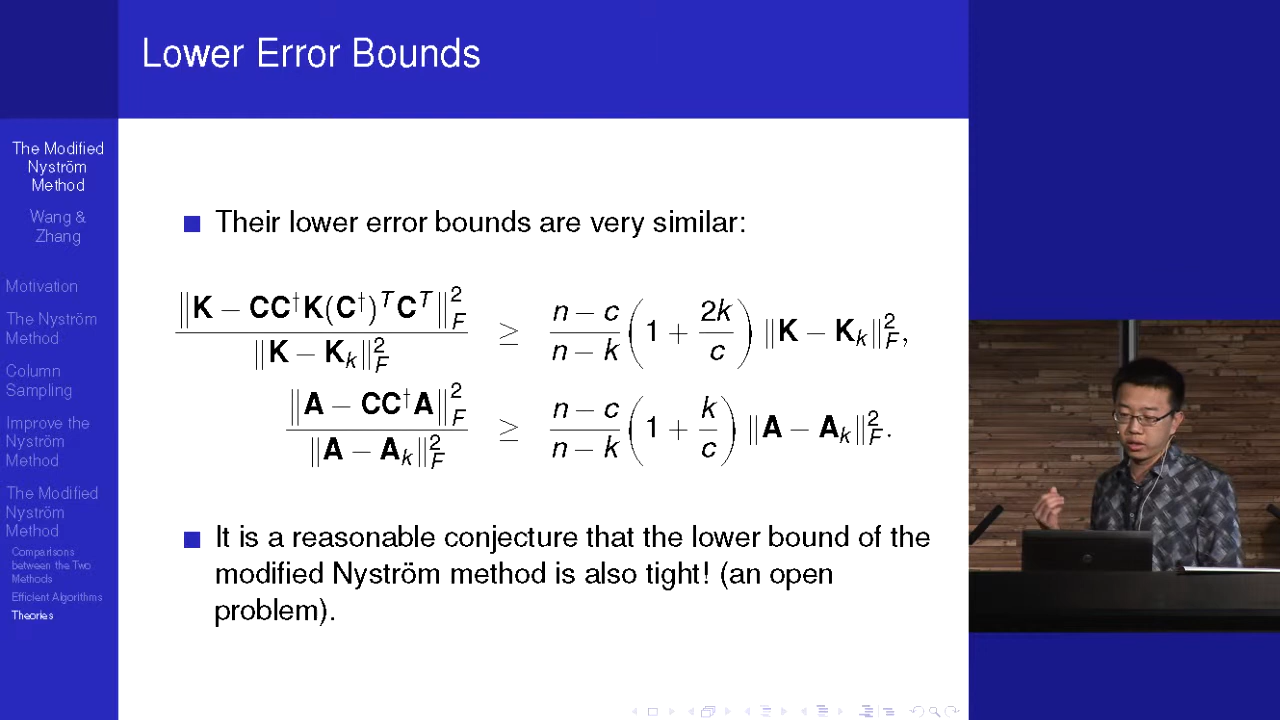 Lower Error Bounds
The Modified
Nyström
Method
Wang &
Zhang
Motivation
The Nyström
Method
Column
Sampling
Improve the
Nyström
Method
The Modified
Nyström
Method
Comparisons
between the Two
Methods
Efficient Algorithms
Theories
Their lower error bounds are very similar:
‖K − CC†K(C†)ᵀCᵀ‖²_F / ‖K − K_k‖²_F ≥ (n − c)/(n − k) (1 + 2k/c) ‖K − K_k‖²_F,
‖A − CC†A‖²_F / ‖A − A_k‖²_F ≥ (n − c)/(n − k) (1 + k/c) ‖A − A_k‖²_F.
It is a reasonable conjecture that the lower bound of the
modified Nyström method is also tight! (an open
problem).